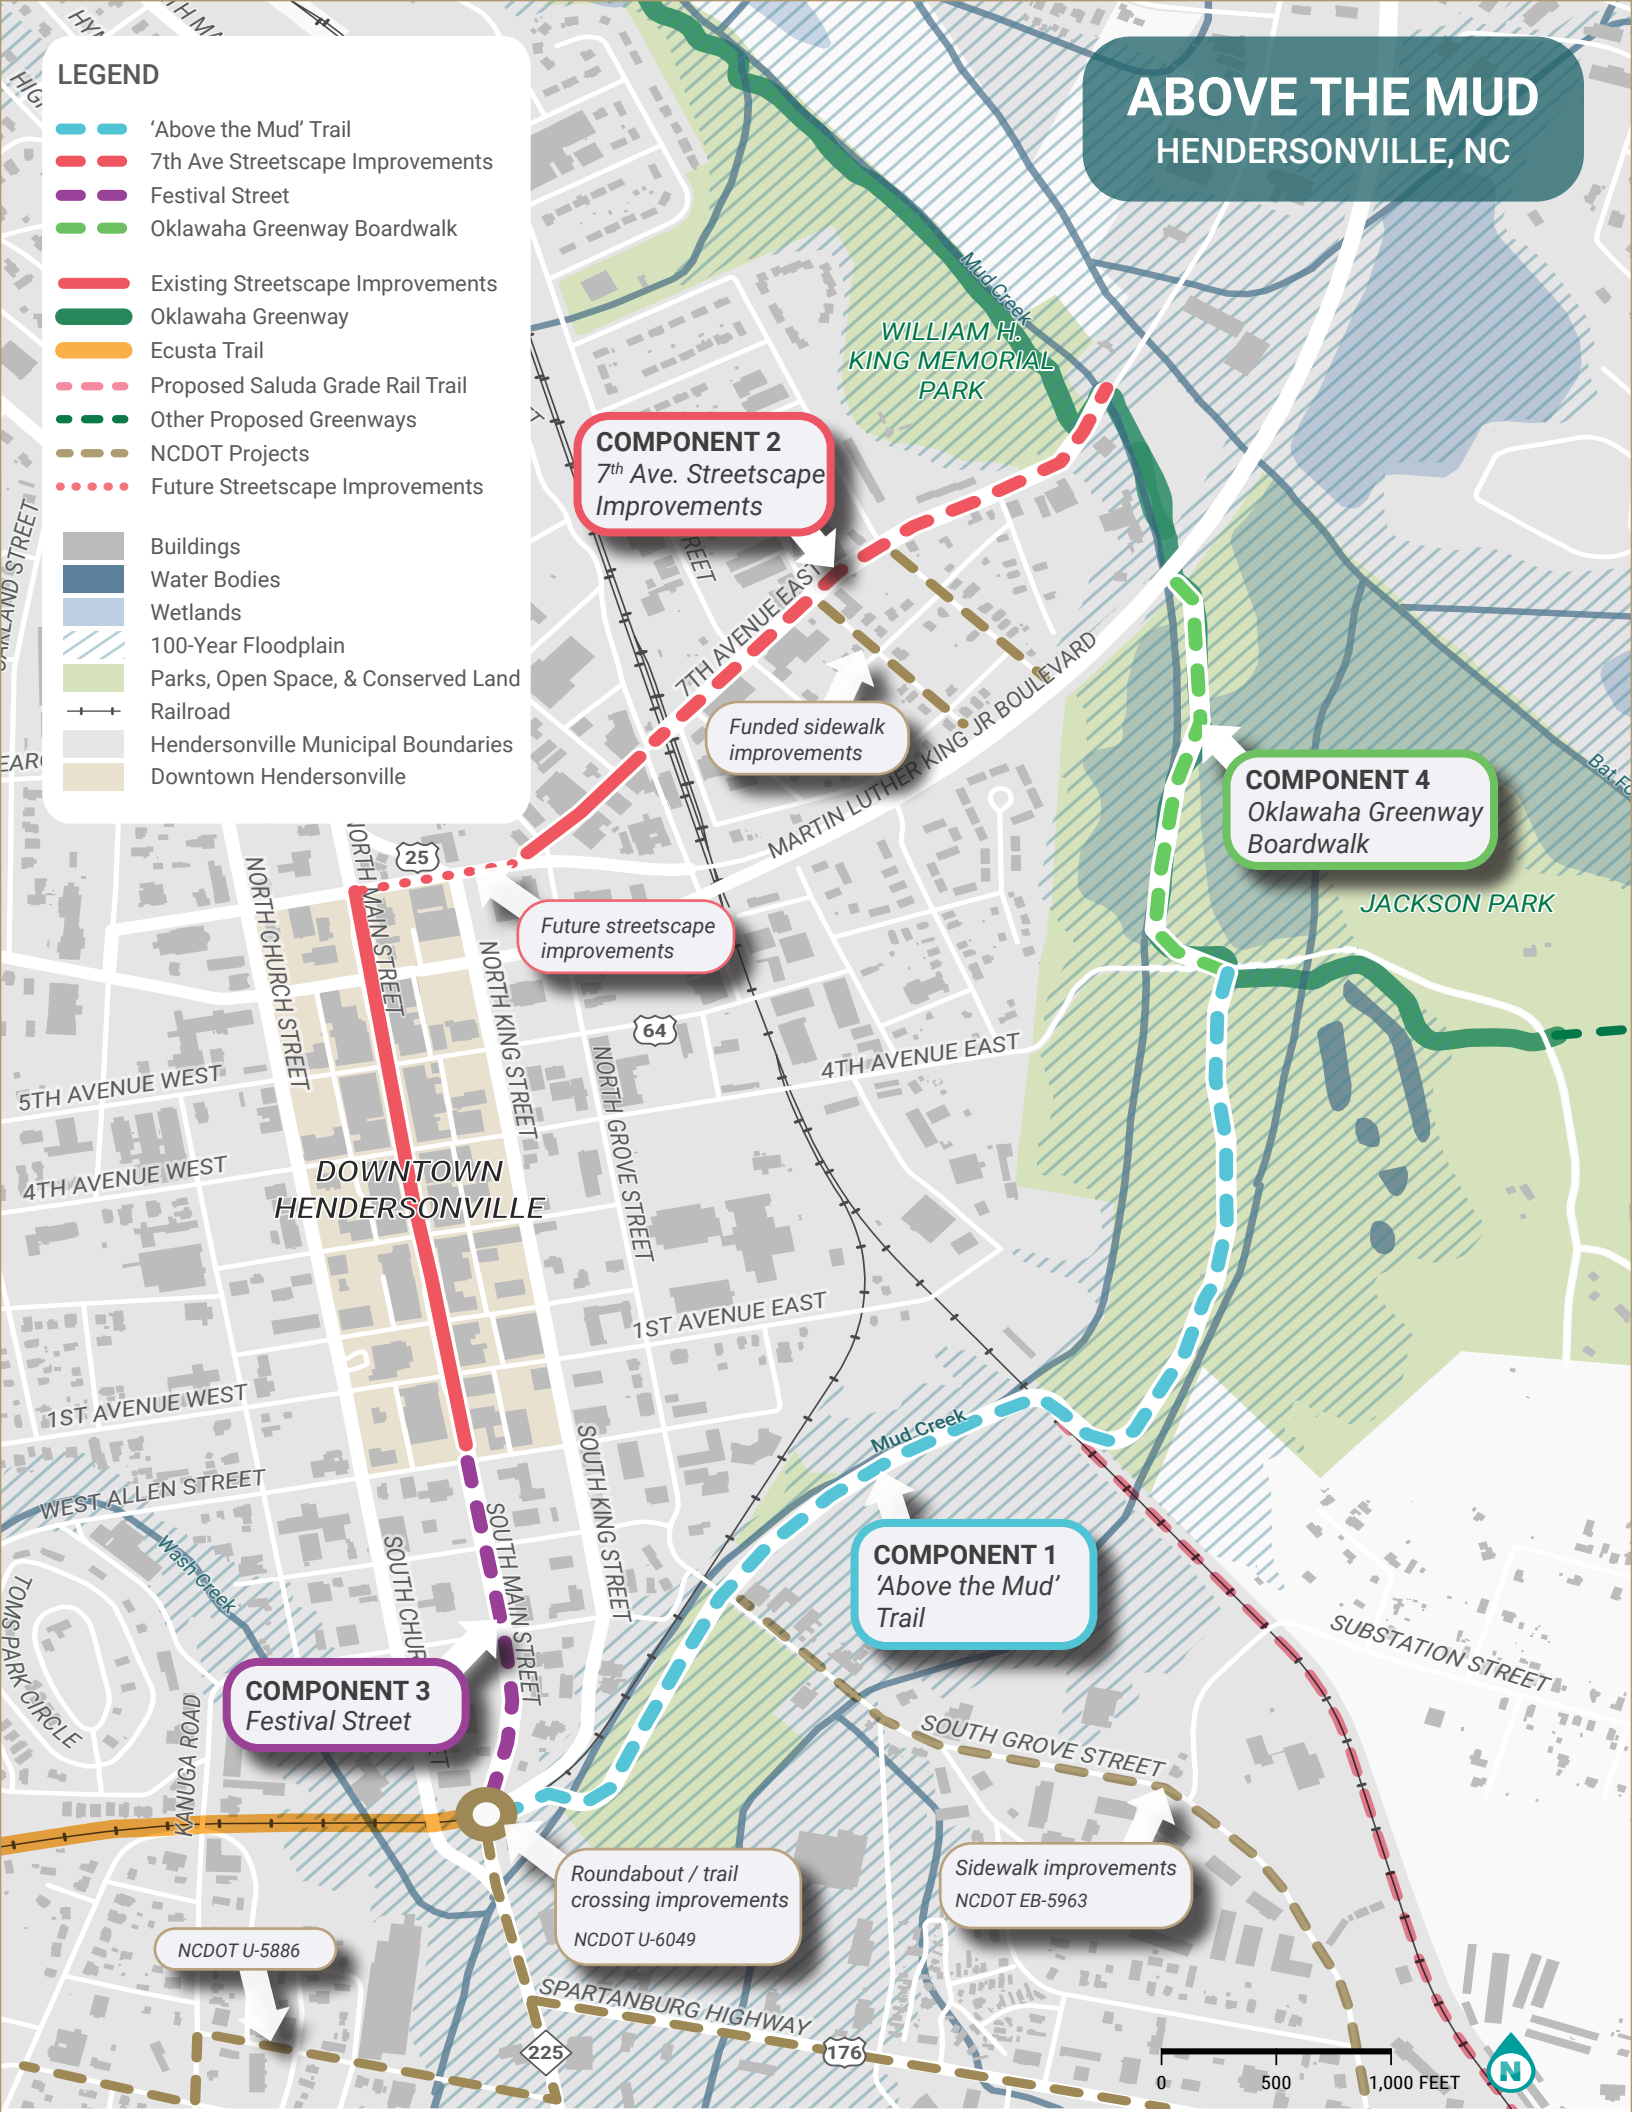 ABOVE THE MUD
HENDERSONVILLE, NC
LEGEND
‘Above the Mud’ Trail
7th Ave Streetscape Improvements
Festival Street
Oklawaha Greenway Boardwalk
Existing Streetscape Improvements
Oklawaha Greenway
Ecusta Trail
Proposed Saluda Grade Rail Trail
Other Proposed Greenways
NCDOT Projects
Future Streetscape Improvements
Buildings
Water Bodies
Wetlands
100-Year Floodplain
Parks, Open Space, & Conserved Land
Railroad
Hendersonville Municipal Boundaries
Downtown Hendersonville
Mud Creek
WILLIAM H.
KING MEMORIAL
PARK
COMPONENT 2
7th Ave. Streetscape
Improvements
7TH AVENUE EAST
Funded sidewalk
improvements
MARTIN LUTHER KING JR BOULEVARD
COMPONENT 4
Oklawaha Greenway
Boardwalk
JACKSON PARK
25
NORTH CHURCH STREET
NORTH MAIN STREET
NORTH KING STREET
Future streetscape
improvements
64
NORTH GROVE STREET
4TH AVENUE EAST
5TH AVENUE WEST
4TH AVENUE WEST
DOWNTOWN
HENDERSONVILLE
1ST AVENUE EAST
1ST AVENUE WEST
WEST ALLEN STREET
Wash Creek
TOMS PARK CIRCLE
KANUGA ROAD
SOUTH KING STREET
SOUTH MAIN STREET
Mud Creek
COMPONENT 1
‘Above the Mud’
Trail
COMPONENT 3
Festival Street
SUBSTATION STREET
SOUTH GROVE STREET
Roundabout / trail
crossing improvements
NCDOT U-6049
Sidewalk improvements
NCDOT EB-5963
NCDOT U-5886
SPARTANBURG HIGHWAY
225
176
0
500
1,000 FEET
N